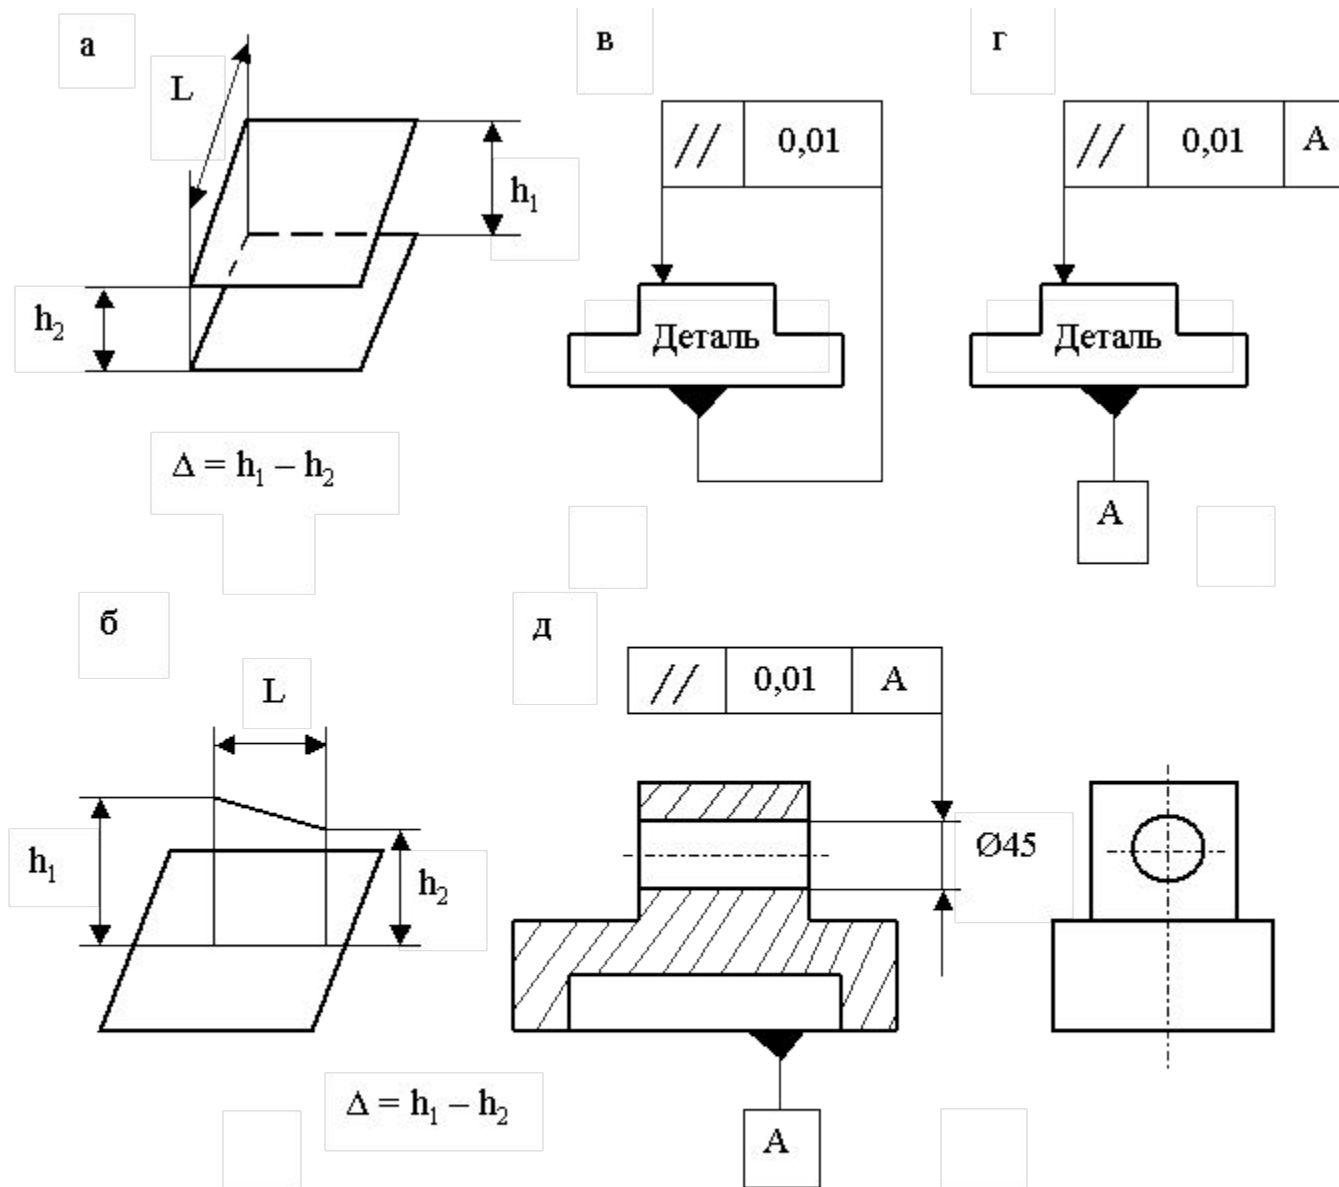 а
L
h₁
h₂
Δ = h₁ – h₂
в
// 0,01
Деталь
г
// 0,01 А
Деталь
А
б
L
h₁
h₂
Δ = h₁ – h₂
д
// 0,01 А
Ø45
А